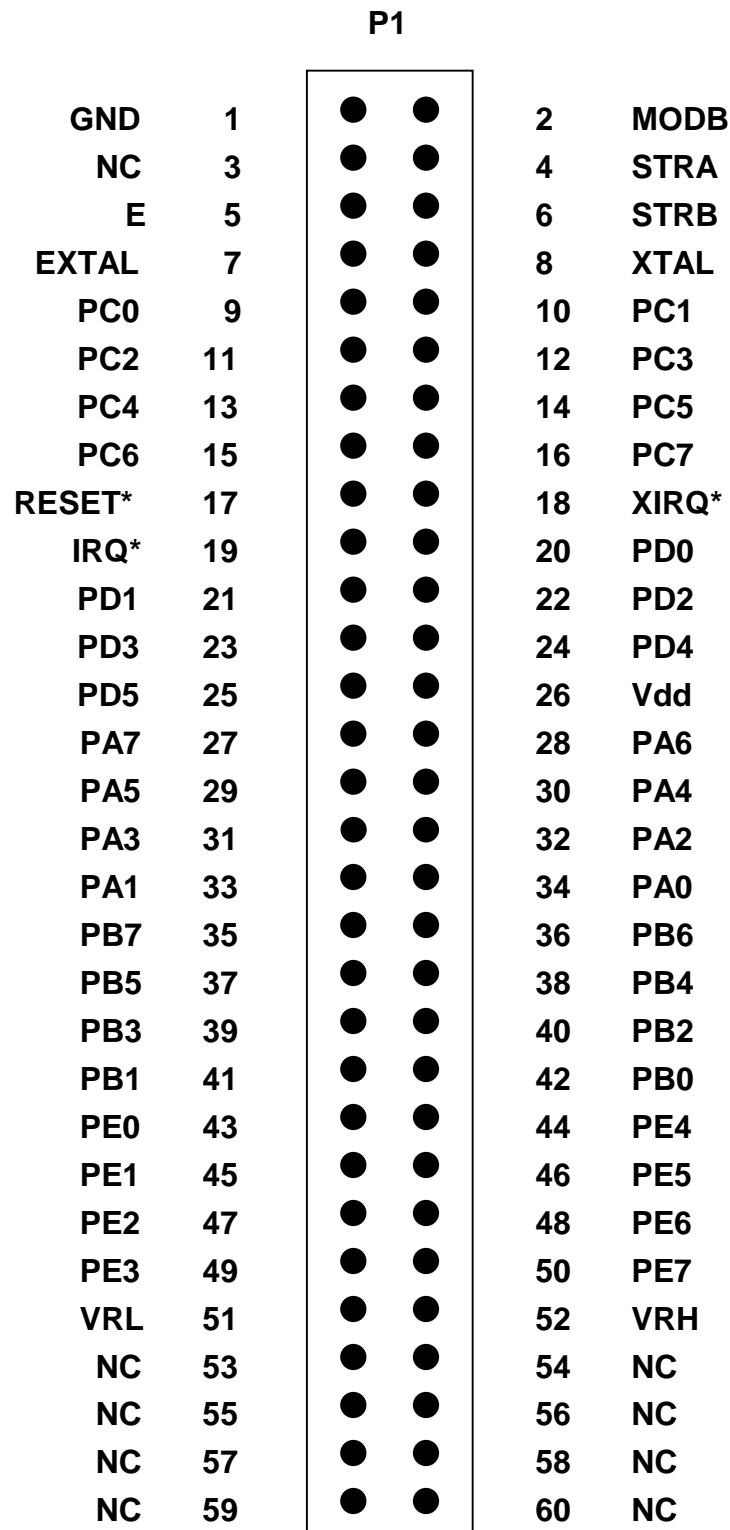 P1
GND 1 2 MODB
NC 3 4 STRA
E 5 6 STRB
EXTAL 7 8 XTAL
PC0 9 10 PC1
PC2 11 12 PC3
PC4 13 14 PC5
PC6 15 16 PC7
RESET* 17 18 XIRQ*
IRQ* 19 20 PD0
PD1 21 22 PD2
PD3 23 24 PD4
PD5 25 26 Vdd
PA7 27 28 PA6
PA5 29 30 PA4
PA3 31 32 PA2
PA1 33 34 PA0
PB7 35 36 PB6
PB5 37 38 PB4
PB3 39 40 PB2
PB1 41 42 PB0
PE0 43 44 PE4
PE1 45 46 PE5
PE2 47 48 PE6
PE3 49 50 PE7
VRL 51 52 VRH
NC 53 54 NC
NC 55 56 NC
NC 57 58 NC
NC 59 60 NC